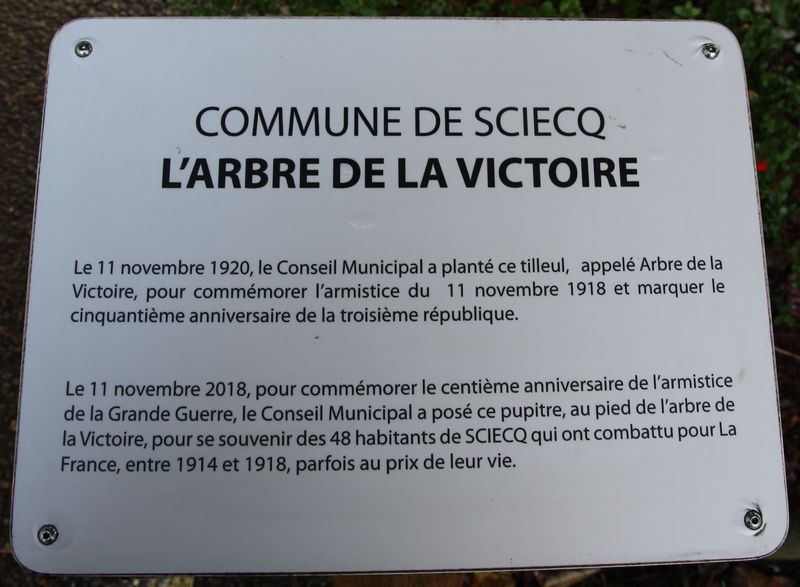 COMMUNE DE SCIECQ
L'ARBRE DE LA VICTOIRE
Le 11 novembre 1920, le Conseil Municipal a planté ce tilleul, appelé Arbre de la
Victoire, pour commémorer l'armistice du 11 novembre 1918 et marquer le
cinquantième anniversaire de la troisième république.
Le 11 novembre 2018, pour commémorer le centième anniversaire de l'armistice
de la Grande Guerre, le Conseil Municipal a posé ce pupitre, au pied de l'arbre de
la Victoire, pour se souvenir des 48 habitants de SCIECQ qui ont combattu pour La
France, entre 1914 et 1918, parfois au prix de leur vie.